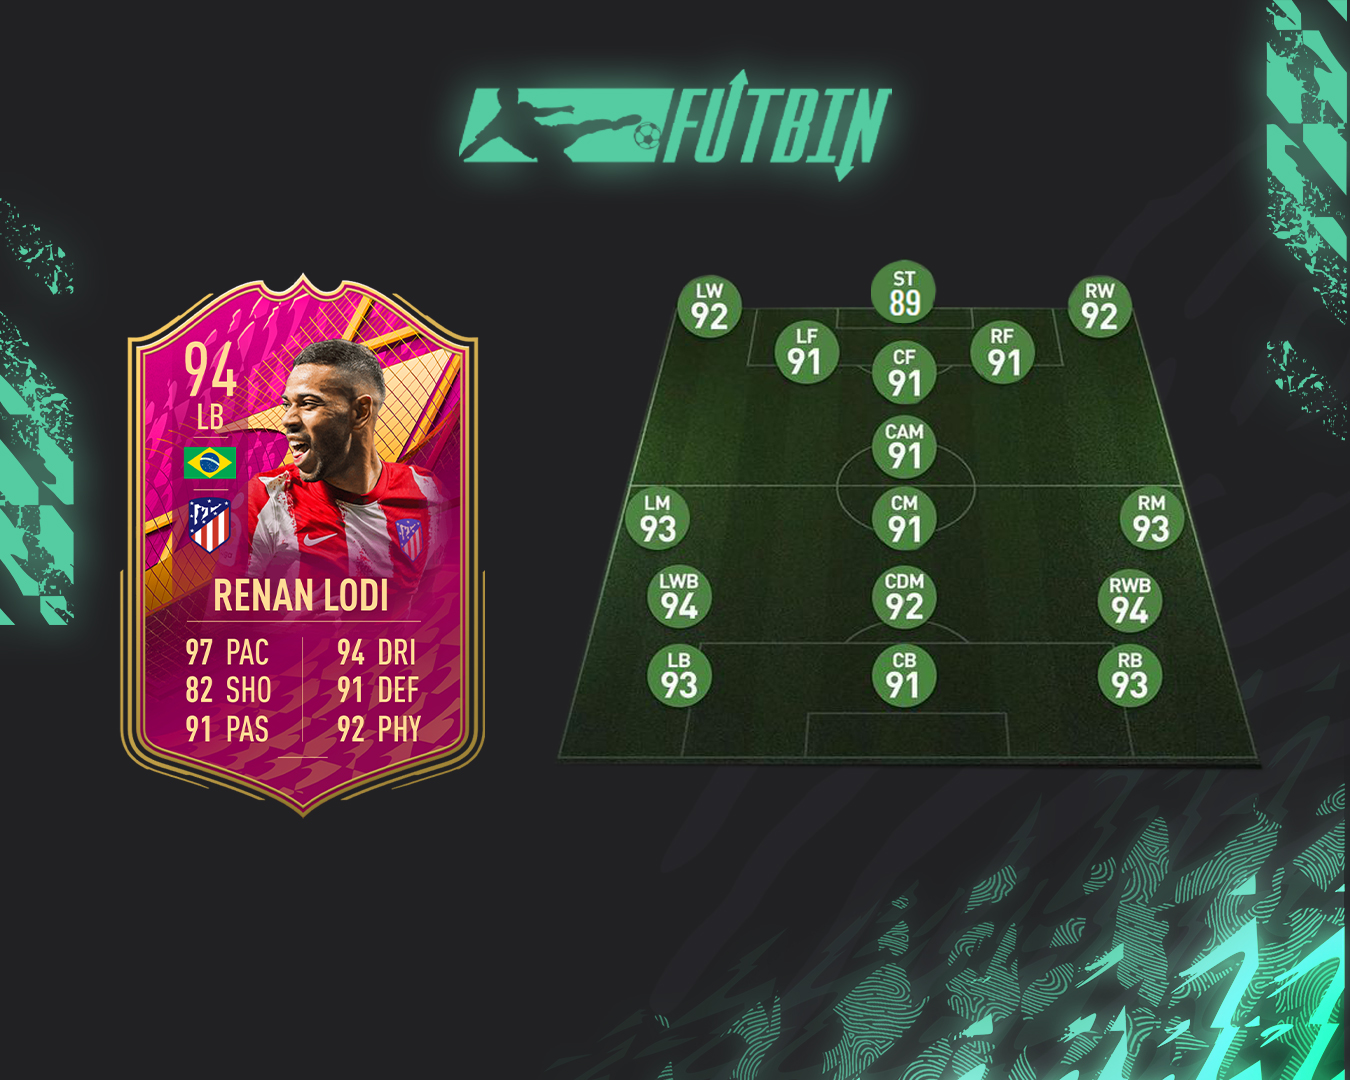 FUTBIN
94
LB
RENAN LODI
97 PAC 94 DRI
82 SHO 91 DEF
91 PAS 92 PHY
ST
89
LW
92
RW
92
LF
91
RF
91
CF
91
CAM
91
LM
93
CM
91
RM
93
LWB
94
CDM
92
RWB
94
LB
93
CB
91
RB
93